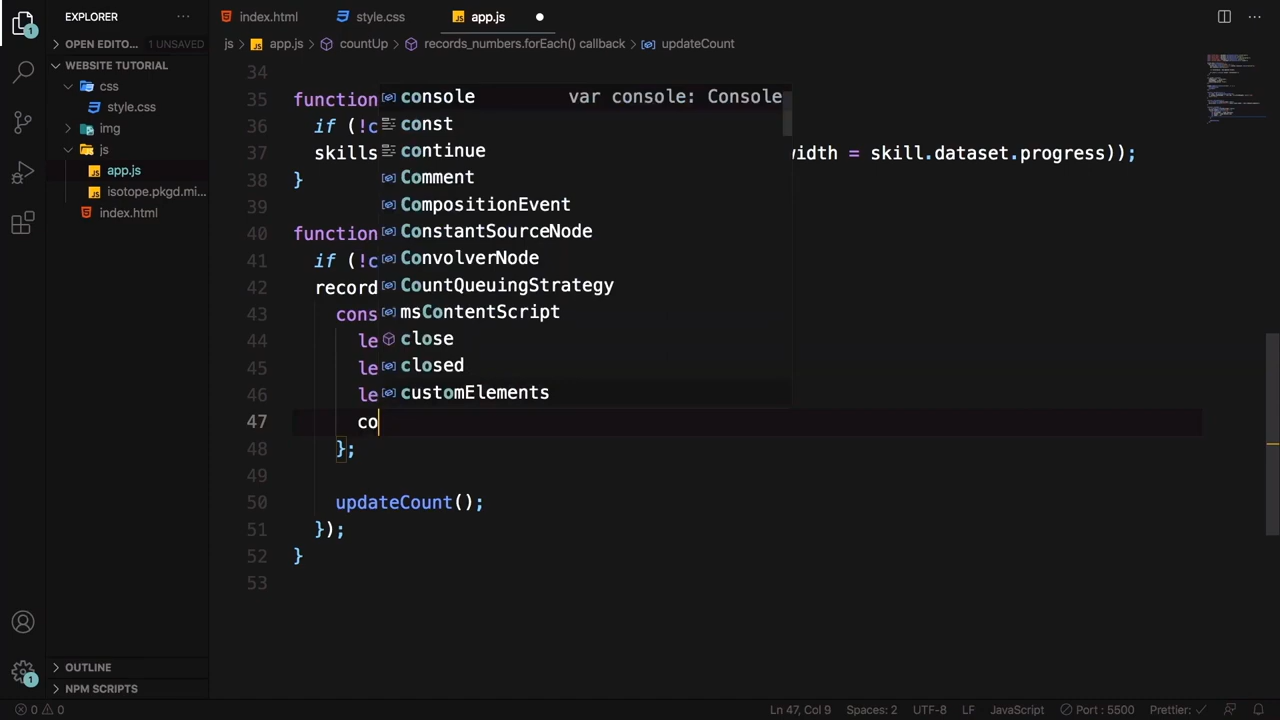 EXPLORER
index.html
style.css
app.js
OPEN EDITO... 1 UNSAVED
js > app.js > countUp > records_numbers.forEach() callback > updateCount
WEBSITE TUTORIAL
css
style.css
img
js
app.js
isotope.pkgd.mi...
index.html
34
35 function
36 if (!c
37 skills width = skill.dataset.progress));
38 }
39
40 function
41 if (!c
42 record
43 cons
44 le
45 le
46 le
47 co
48 };
49
50 updateCount();
51 });
52 }
53
console var console: Console
const
continue
Comment
CompositionEvent
ConstantSourceNode
ConvolverNode
CountQueuingStrategy
msContentScript
close
closed
customElements
1
1
OUTLINE
NPM SCRIPTS
0 0 Ln 47, Col 9 Spaces: 2 UTF-8 LF JavaScript Port : 5500 Prettier: ✓